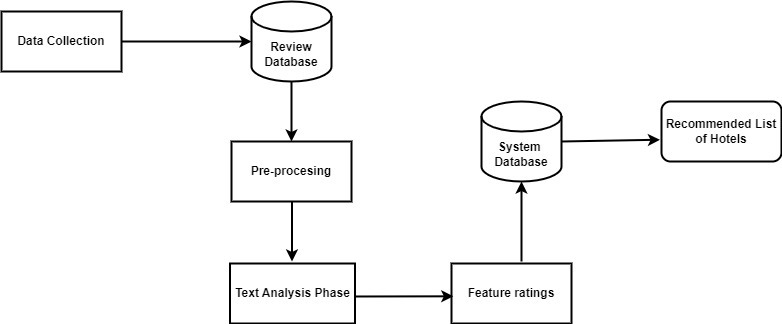 Data Collection
Review
Database
Pre-procesing
Text Analysis Phase
Feature ratings
System
Database
Recommended List
of Hotels